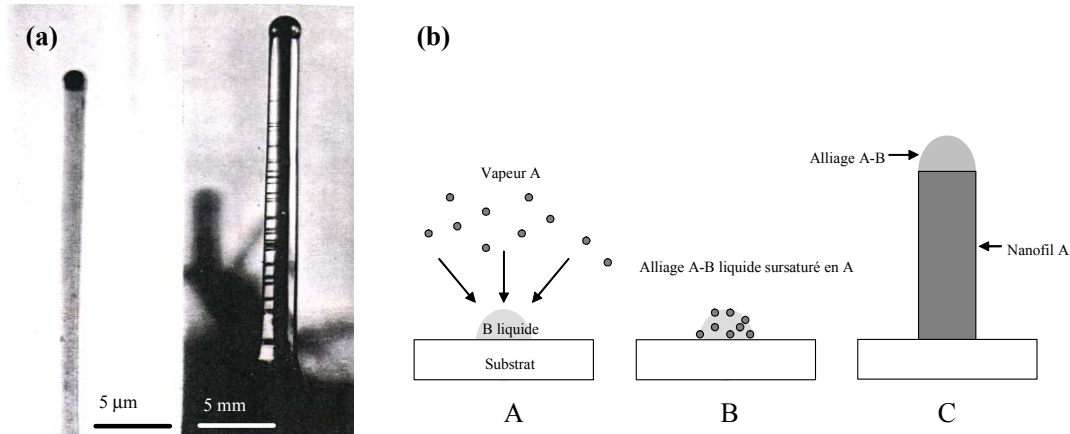 (a)
5 μm
5 mm
(b)
Vapeur A
B liquide
Substrat
A
Alliage A-B liquide sursaturé en A
B
Alliage A-B
Nanofil A
C